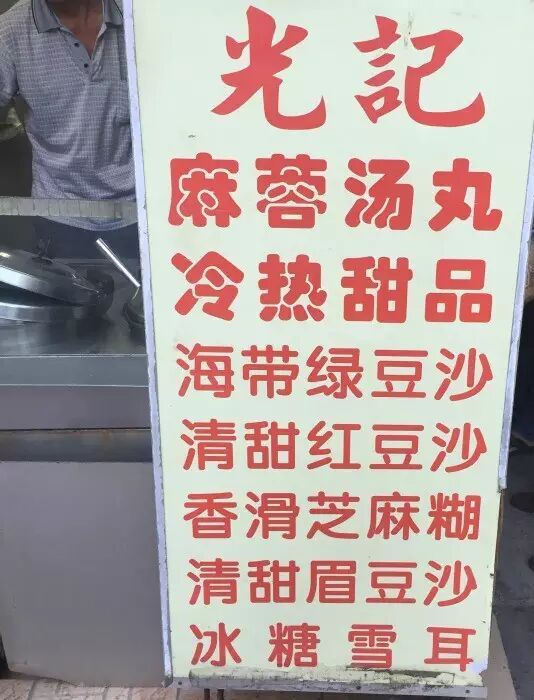 光記
麻蓉汤丸
冷热甜品
海带绿豆沙
清甜红豆沙
香滑芝麻糊
清甜眉豆沙
冰糖雪耳